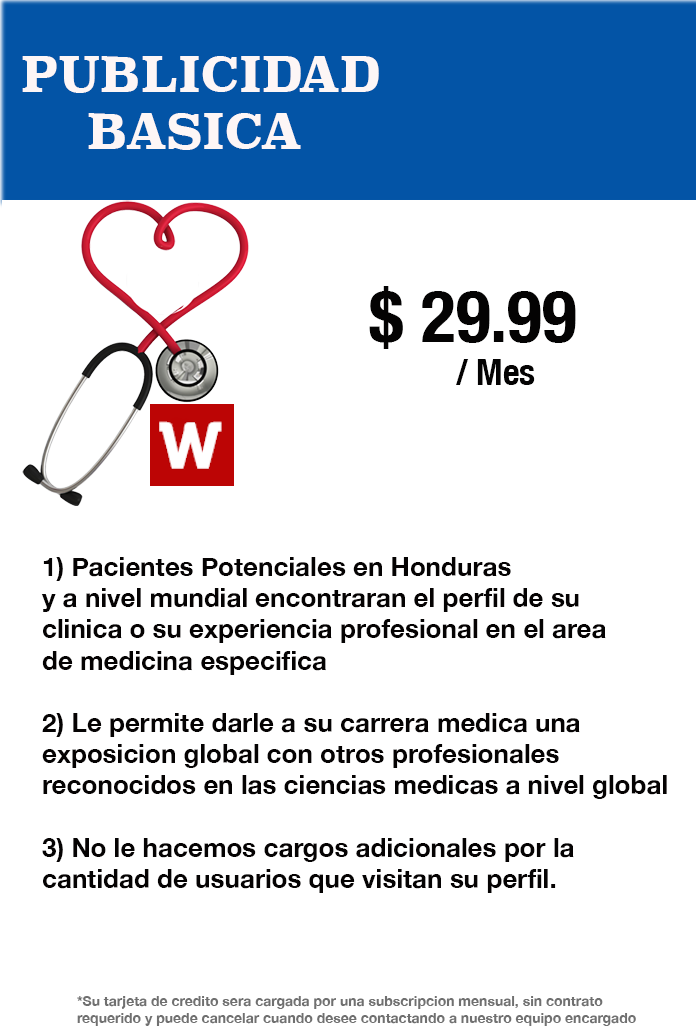 PUBLICIDAD
BASICA
$ 29.99
/ Mes
W
1) Pacientes Potenciales en Honduras
y a nivel mundial encontraran el perfil de su
clinica o su experiencia profesional en el area
de medicina especifica
2) Le permite darle a su carrera medica una
exposicion global con otros profesionales
reconocidos en las ciencias medicas a nivel global
3) No le hacemos cargos adicionales por la
cantidad de usuarios que visitan su perfil.
*Su tarjeta de credito sera cargada por una subscripcion mensual, sin contrato
requerido y puede cancelar cuando desee contactando a nuestro equipo encargado